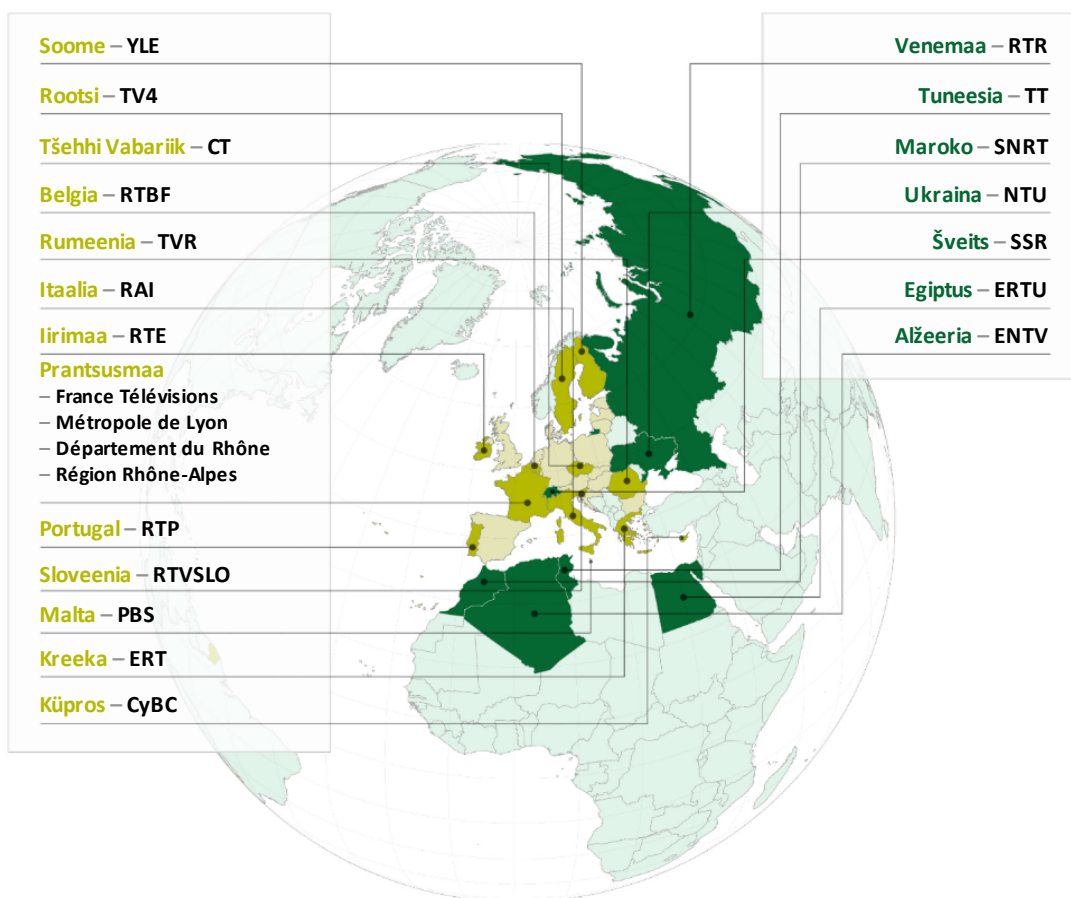 Soome – YLE
Rootsi – TV4
Tšehhi Vabariik – CT
Belgia – RTBF
Rumeenia – TVR
Itaalia – RAI
Iirimaa – RTE
Prantsusmaa
– France Télévisions
– Métropole de Lyon
– Département du Rhône
– Région Rhône-Alpes
Portugal – RTP
Sloveenia – RTVSLO
Malta – PBS
Kreeka – ERT
Küpros – CyBC
Venemaa – RTR
Tuneesia – TT
Maroko – SNRT
Ukraina – NTU
Šveits – SSR
Egiptus – ERTU
Alžeeria – ENTV